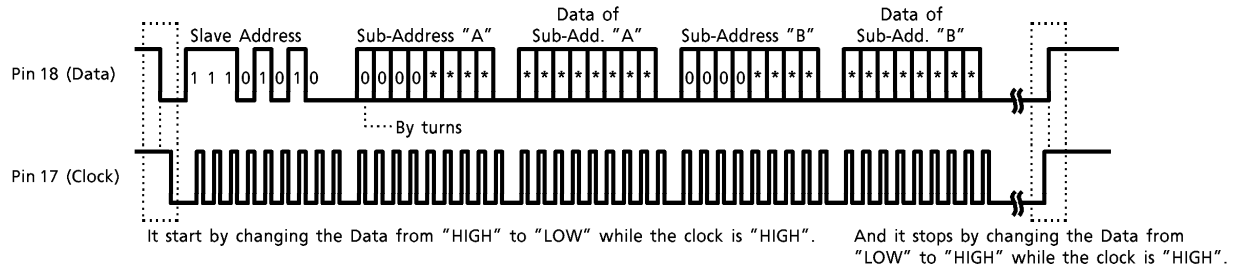 Data of
Data of
Slave Address
Sub-Address "A"
Sub-Add. "A"
Sub-Address "B"
Sub-Add. "B"
Pin 18 (Data)
1 1 1 0 1 0 1 0
0 0 0 0 * * * *
* * * * * * * *
0 0 0 0 * * * *
* * * * * * * *
By turns
Pin 17 (Clock)
It start by changing the Data from "HIGH" to "LOW" while the clock is "HIGH".
And it stops by changing the Data from
"LOW" to "HIGH" while the clock is "HIGH".